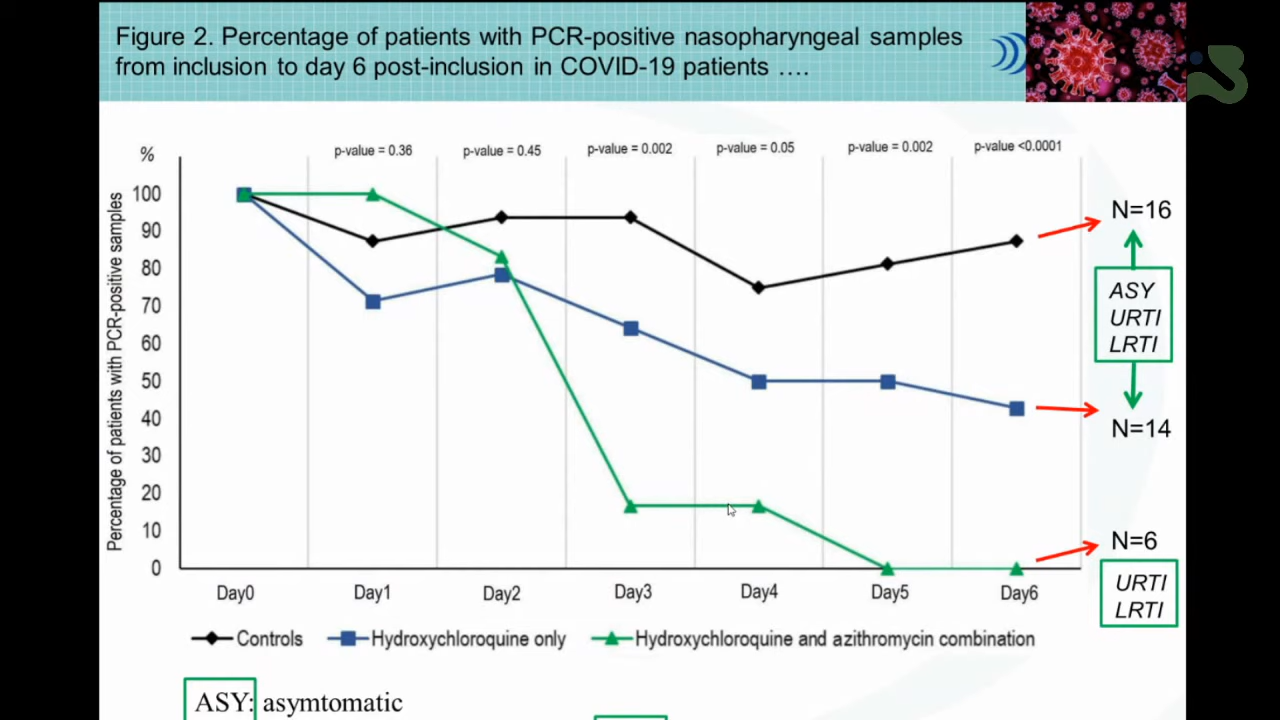 Figure 2. Percentage of patients with PCR-positive nasopharyngeal samples
from inclusion to day 6 post-inclusion in COVID-19 patients ....
%
p-value = 0.36
p-value = 0.45
p-value = 0.002
p-value = 0.05
p-value = 0.002
p-value <0.0001
Percentage of patients with PCR-positive samples
100
90
80
70
60
50
40
30
20
10
0
N=16
ASY
URTI
LRTI
N=14
N=6
URTI
LRTI
Day0
Day1
Day2
Day3
Day4
Day5
Day6
Controls
Hydroxychloroquine only
Hydroxychloroquine and azithromycin combination
ASY: asymtomatic